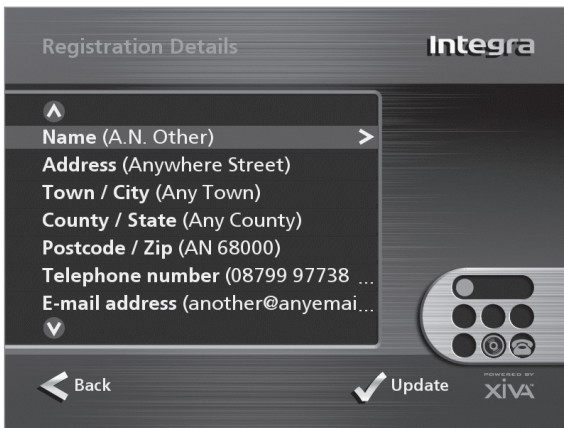 Registration Details
Integra
Name (A.N. Other)
Address (Anywhere Street)
Town / City (Any Town)
County / State (Any County)
Postcode / Zip (AN 68000)
Telephone number (08799 97738 ...
E-mail address (another@anyemai...
Back
Update
POWERED BY
XiVA